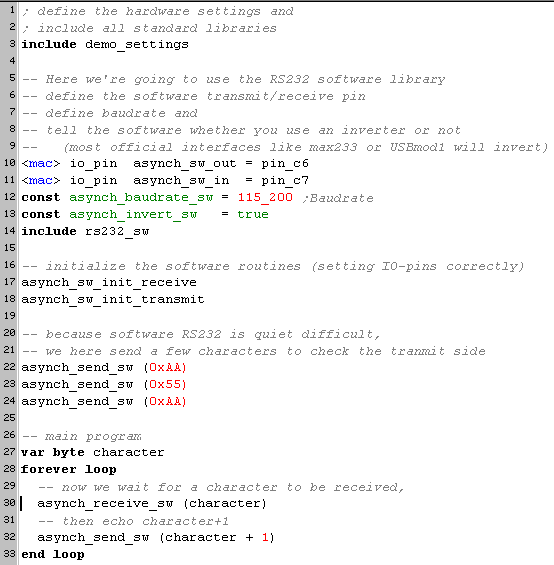 1 ; define the hardware settings and
2 ; include all standard libraries
3 include demo_settings
4
5 -- Here we're going to use the RS232 software library
6 -- define the software transmit/receive pin
7 -- define baudrate and
8 -- tell the software whether you use an inverter or not
9 --   (most official interfaces like max233 or USBmod1 will invert)
10 <mac> io_pin  asynch_sw_out = pin_c6
11 <mac> io_pin  asynch_sw_in  = pin_c7
12 const asynch_baudrate_sw = 115_200 ;Baudrate
13 const asynch_invert_sw   = true
14 include rs232_sw
15
16 -- initialize the software routines (setting IO-pins correctly)
17 asynch_sw_init_receive
18 asynch_sw_init_transmit
19
20 -- because software RS232 is quiet difficult,
21 -- we here send a few characters to check the tranmit side
22 asynch_send_sw (0xAA)
23 asynch_send_sw (0x55)
24 asynch_send_sw (0xAA)
25
26 -- main program
27 var byte character
28 forever loop
29   -- now we wait for a character to be received,
30   asynch_receive_sw (character)
31   -- then echo character+1
32   asynch_send_sw (character + 1)
33 end loop